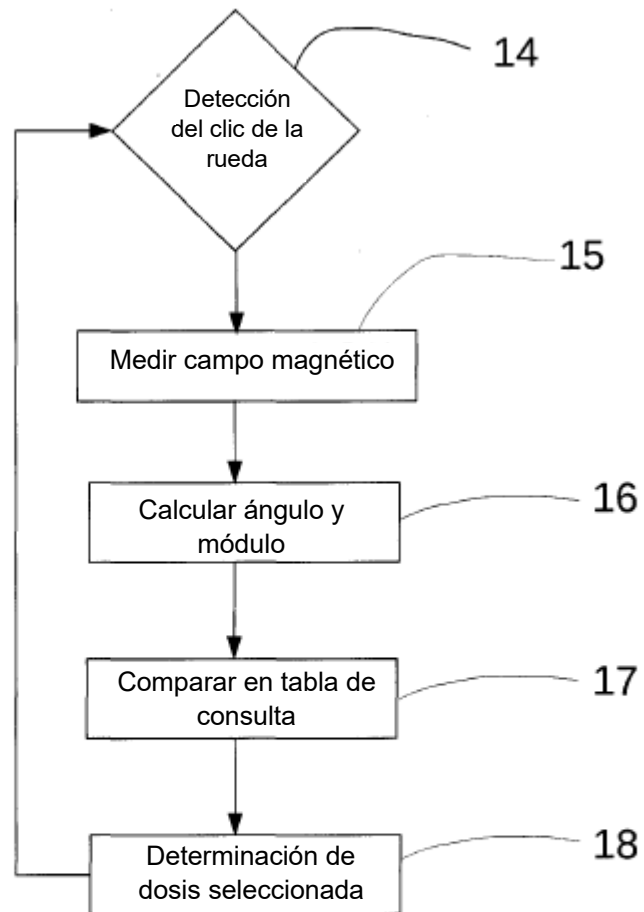 14
Detección
del clic de la
rueda
15
Medir campo magnético
16
Calcular ángulo y
módulo
17
Comparar en tabla de
consulta
18
Determinación de
dosis seleccionada